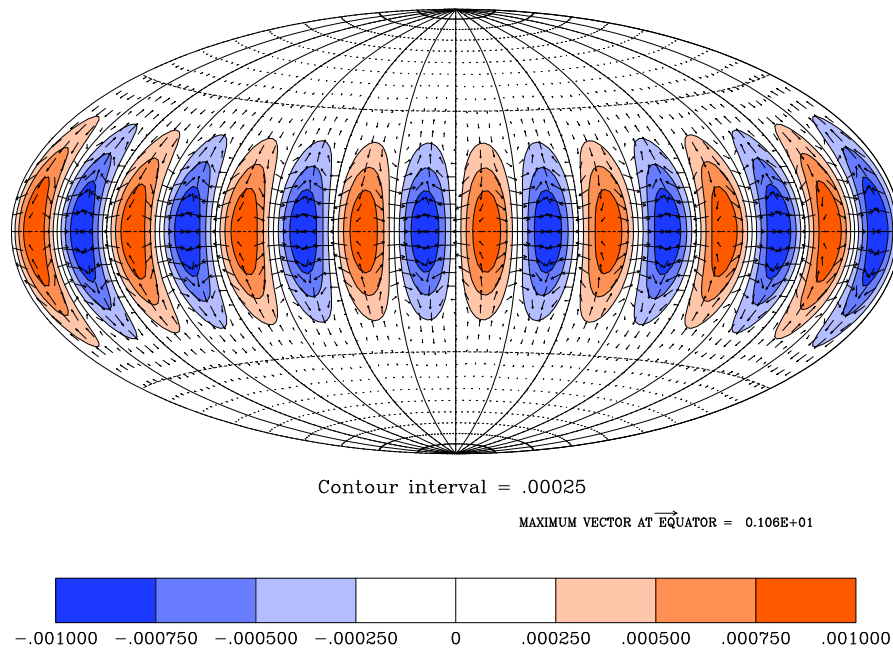 Contour interval = .00025
MAXIMUM VECTOR AT EQUATOR = 0.106E+01
-.001000 -.000750 -.000500 -.000250 0 .000250 .000500 .000750 .001000